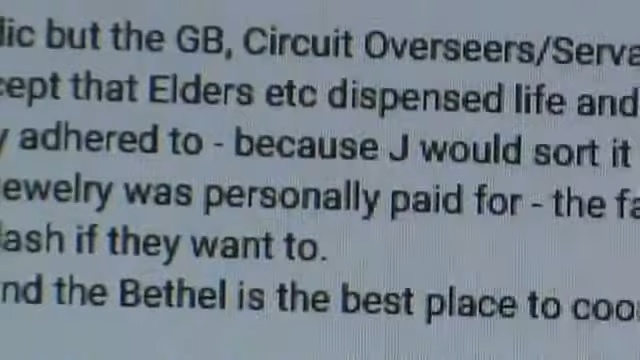 lic but the GB, Circuit Overseers/Serva
cept that Elders etc dispensed life and
y adhered to - because J would sort it
ewelry was personally paid for - the fa
lash if they want to.
nd the Bethel is the best place to coo